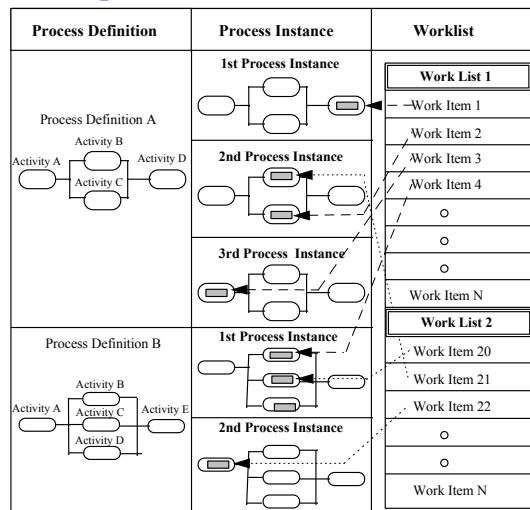 Process Definition
Process Instance
Worklist
Process Definition A
Activity B
Activity A
Activity D
Activity C
1st Process Instance
2nd Process Instance
3rd Process Instance
Work List 1
Work Item 1
Work Item 2
Work Item 3
Work Item 4
Work Item N
Process Definition B
Activity B
Activity A
Activity C
Activity E
Activity D
1st Process Instance
2nd Process Instance
Work List 2
Work Item 20
Work Item 21
Work Item 22
Work Item N